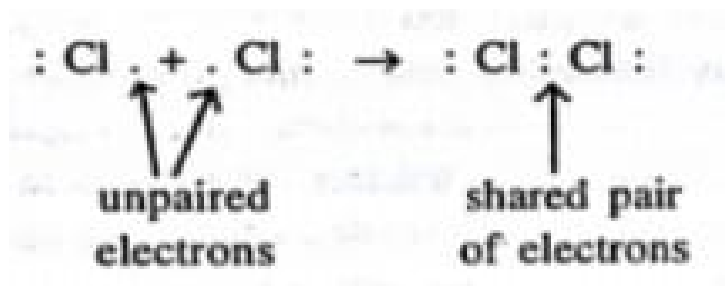 : Cl . + . Cl : → : Cl : Cl :
unpaired
electrons
shared pair
of electrons